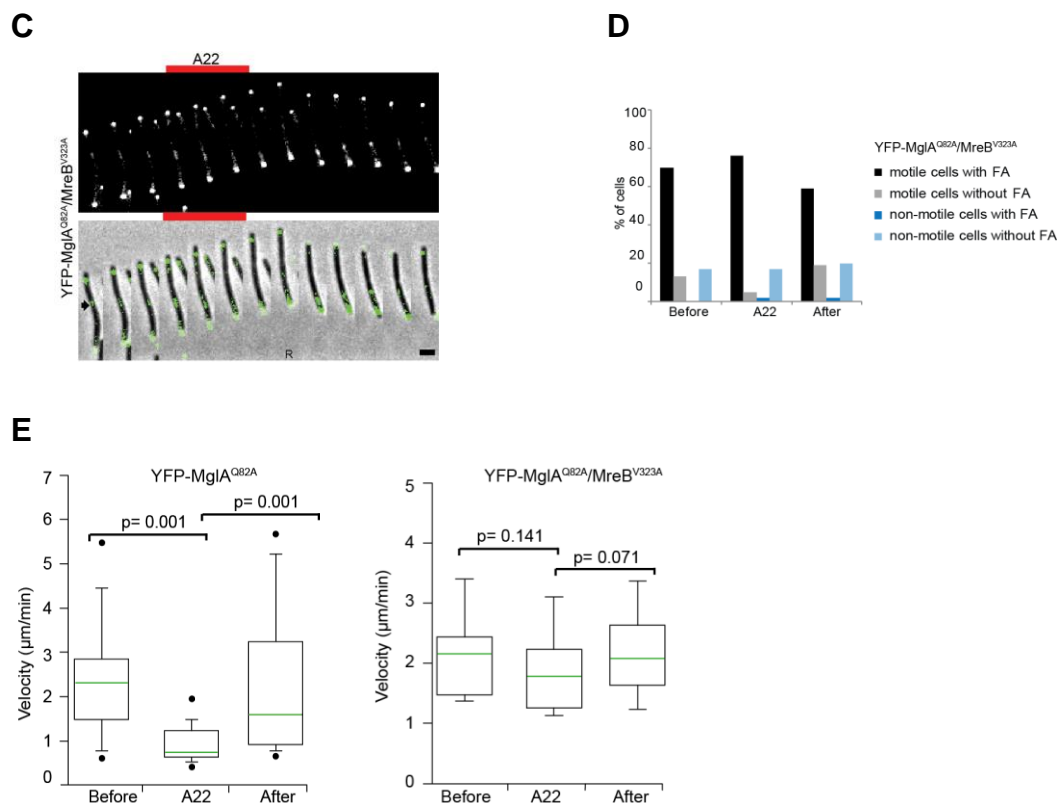 C
A22
YFP-MglA^Q82A/MreB^V323A
R
D
% of cells
80
60
40
20
0
Before A22 After
YFP-MglA^Q82A/MreB^V323A
motile cells with FA
motile cells without FA
non-motile cells with FA
non-motile cells without FA
E
YFP-MglA^Q82A
Velocity (µm/min)
7
6
5
4
3
2
1
0
p= 0.001
p= 0.001
Before A22 After
YFP-MglA^Q82A/MreB^V323A
Velocity (µm/min)
5
4
3
2
1
0
p= 0.141
p= 0.071
Before A22 After